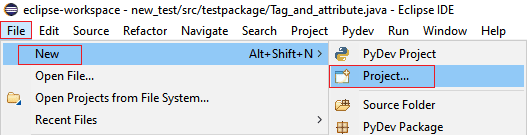 eclipse-workspace - new_test/src/testpackage/Tag_and_attribute.java - Eclipse IDE
File Edit Source Refactor Navigate Search Project Pydev Run Window Help
New Alt+Shift+N > PyDev Project
Open File... Project...
Open Projects from File System... Source Folder
Recent Files > PyDev Package